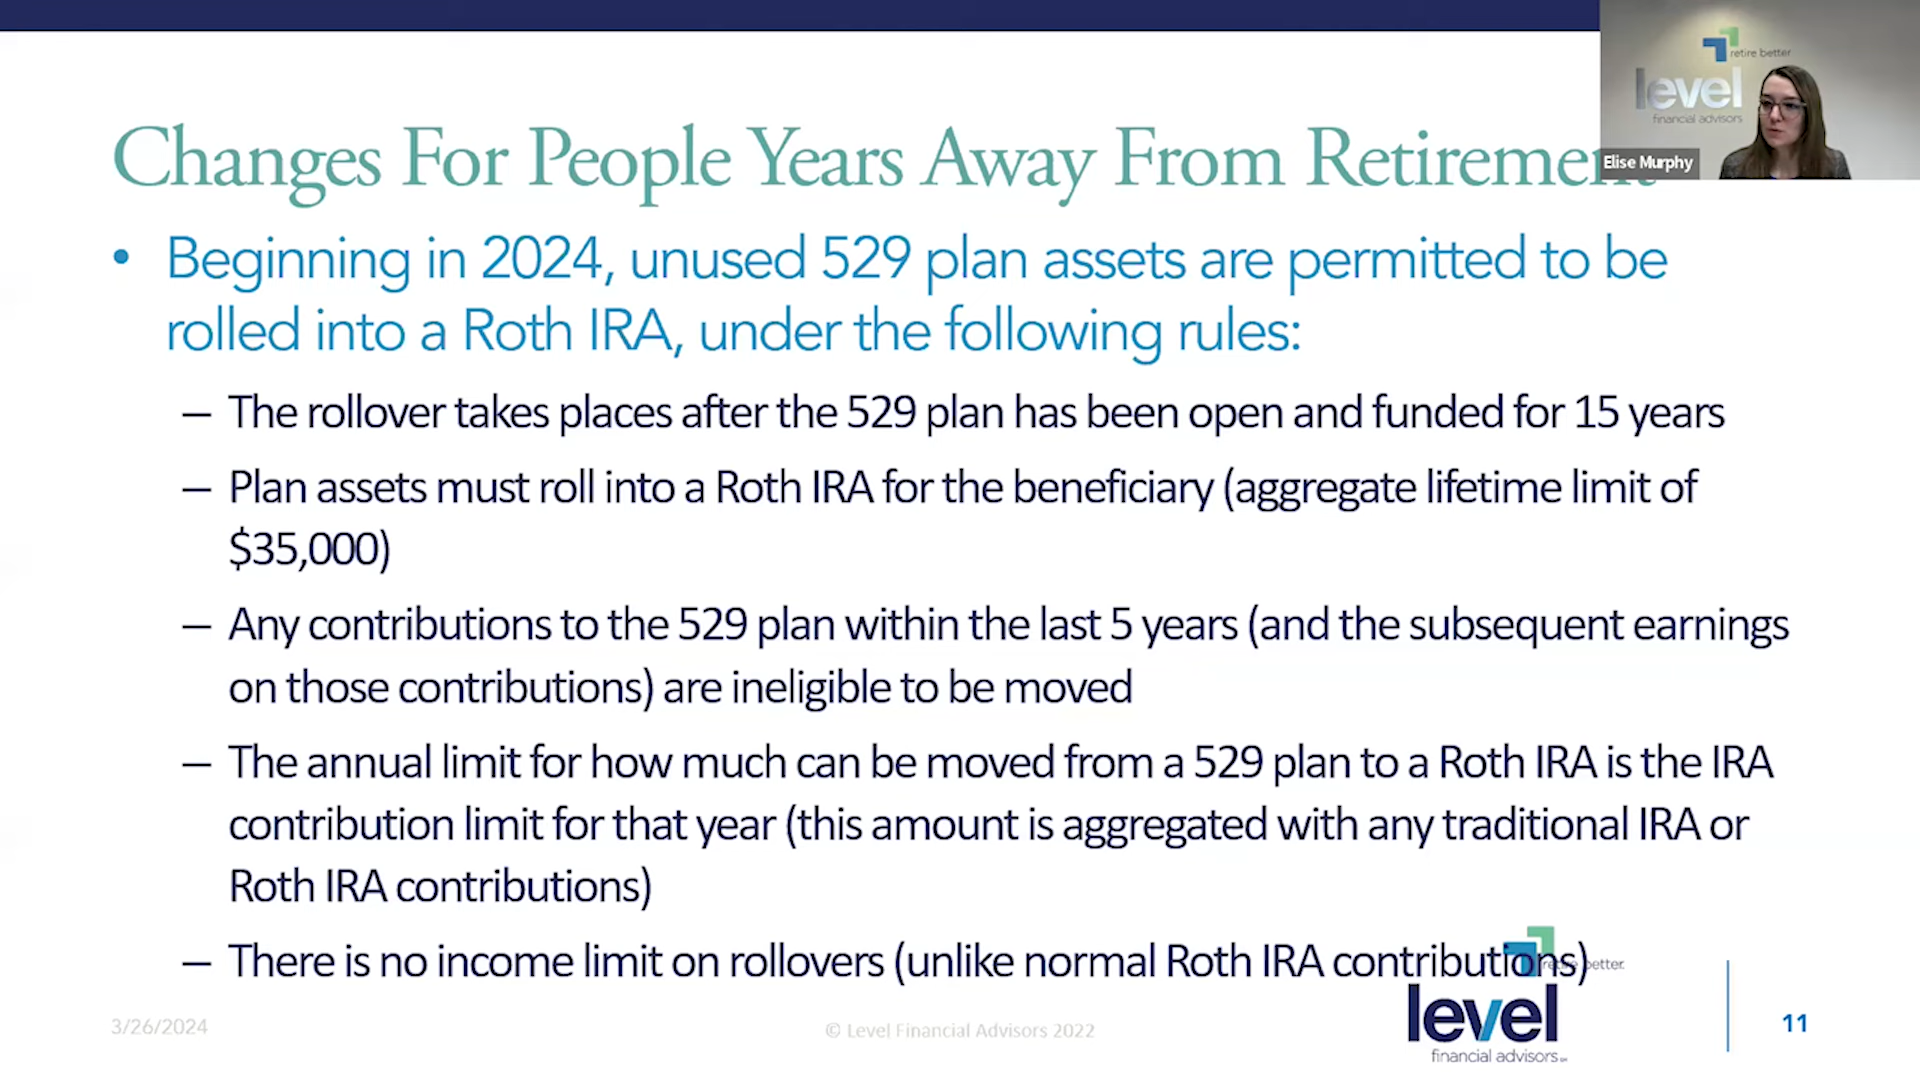 retire better
level
financial advisors
Elise Murphy
Changes For People Years Away From Retirement
• Beginning in 2024, unused 529 plan assets are permitted to be
rolled into a Roth IRA, under the following rules:
– The rollover takes places after the 529 plan has been open and funded for 15 years
– Plan assets must roll into a Roth IRA for the beneficiary (aggregate lifetime limit of
$35,000)
– Any contributions to the 529 plan within the last 5 years (and the subsequent earnings
on those contributions) are ineligible to be moved
– The annual limit for how much can be moved from a 529 plan to a Roth IRA is the IRA
contribution limit for that year (this amount is aggregated with any traditional IRA or
Roth IRA contributions)
– There is no income limit on rollovers (unlike normal Roth IRA contributions)
retire better.
level
financial advisors
3/26/2024
© Level Financial Advisors 2022
11